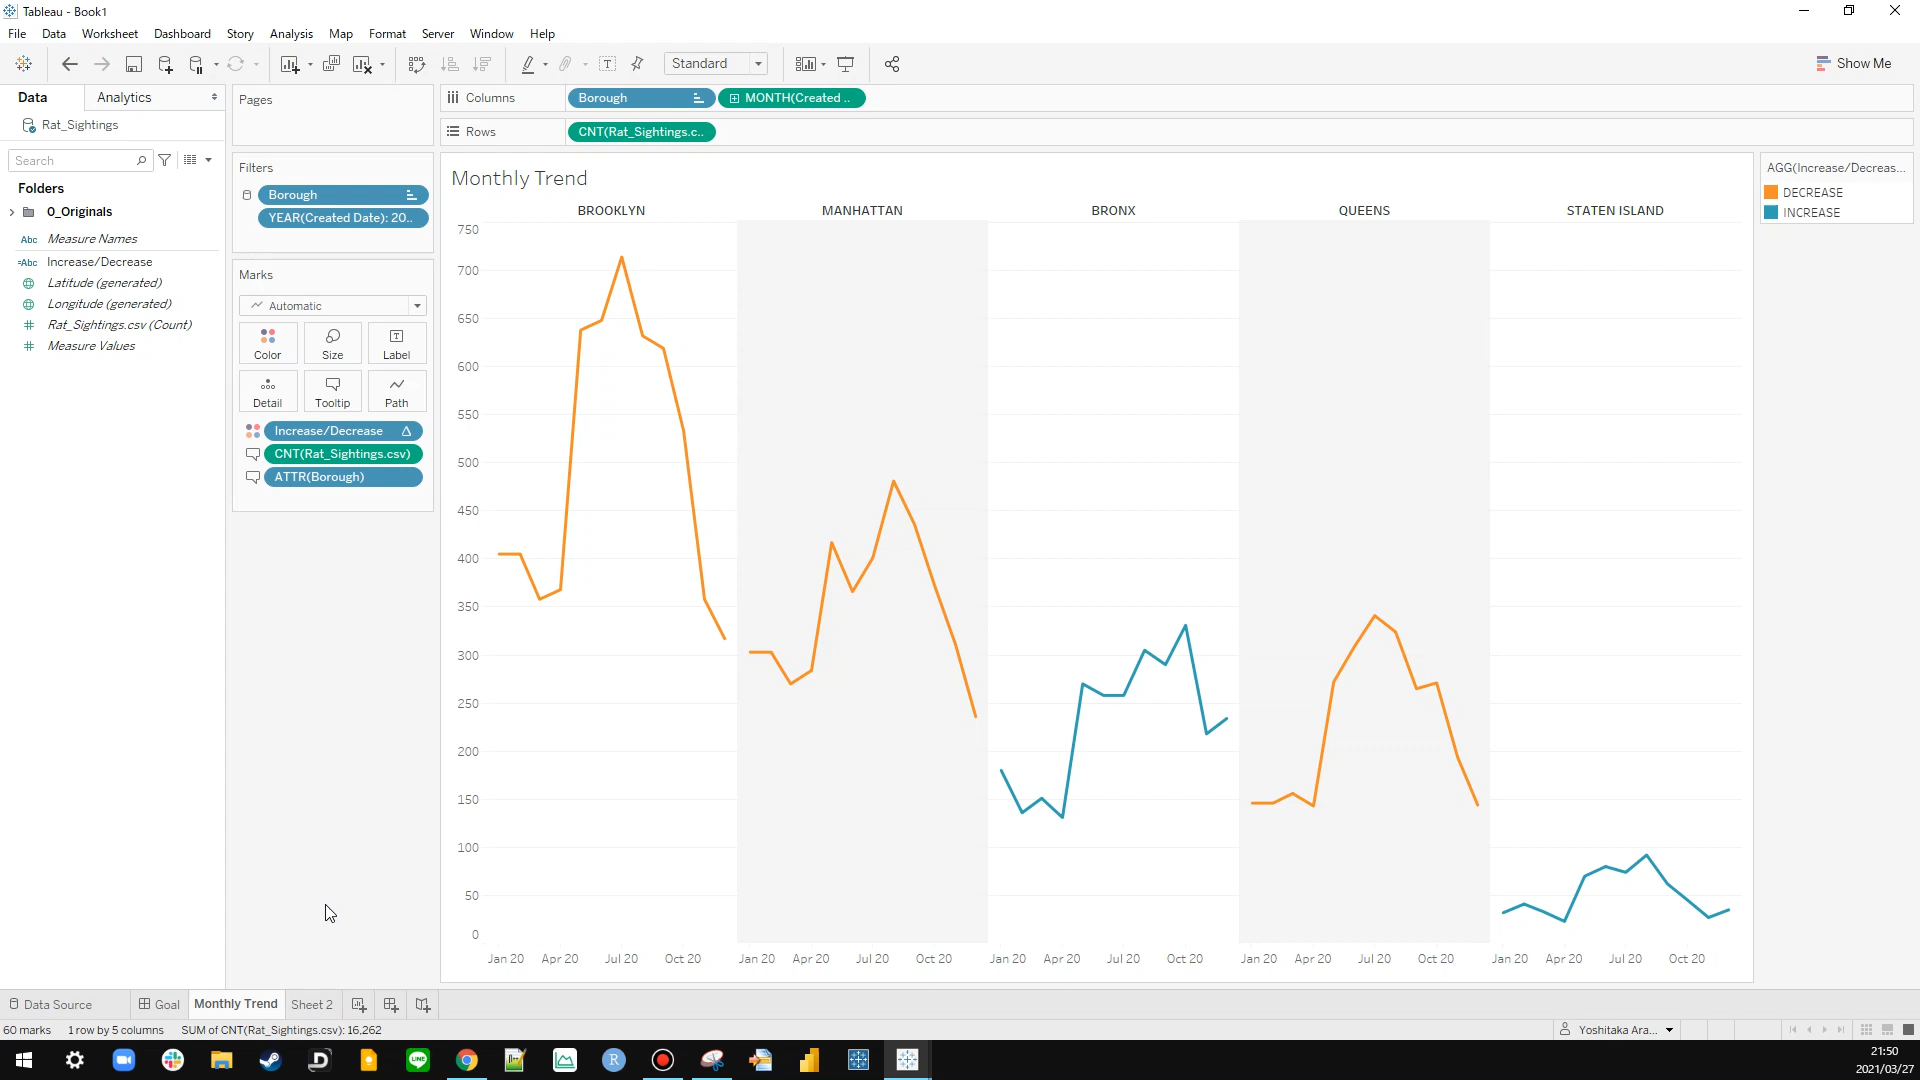 Tableau - Book1
File Data Worksheet Dashboard Story Analysis Map Format Server Window Help
Standard
Show Me
Data Analytics
Rat_Sightings
Search
Folders
0_Originals
Abc Measure Names
=Abc Increase/Decrease
Latitude (generated)
Longitude (generated)
# Rat_Sightings.csv (Count)
# Measure Values
Pages
Filters
Borough
YEAR(Created Date): 20..
Marks
Automatic
Color Size Label
Detail Tooltip Path
Increase/Decrease
CNT(Rat_Sightings.csv)
ATTR(Borough)
Columns Borough MONTH(Created ..
Rows CNT(Rat_Sightings.c..
Monthly Trend
BROOKLYN MANHATTAN BRONX QUEENS STATEN ISLAND
750
700
650
600
550
500
450
400
350
300
250
200
150
100
50
0
Jan 20 Apr 20 Jul 20 Oct 20 Jan 20 Apr 20 Jul 20 Oct 20 Jan 20 Apr 20 Jul 20 Oct 20 Jan 20 Apr 20 Jul 20 Oct 20 Jan 20 Apr 20 Jul 20 Oct 20
AGG(Increase/Decreas...
DECREASE
INCREASE
Data Source Goal Monthly Trend Sheet 2
60 marks 1 row by 5 columns SUM of CNT(Rat_Sightings.csv): 16,262
Yoshitaka Ara...
LINE
R
21:50
2021/03/27